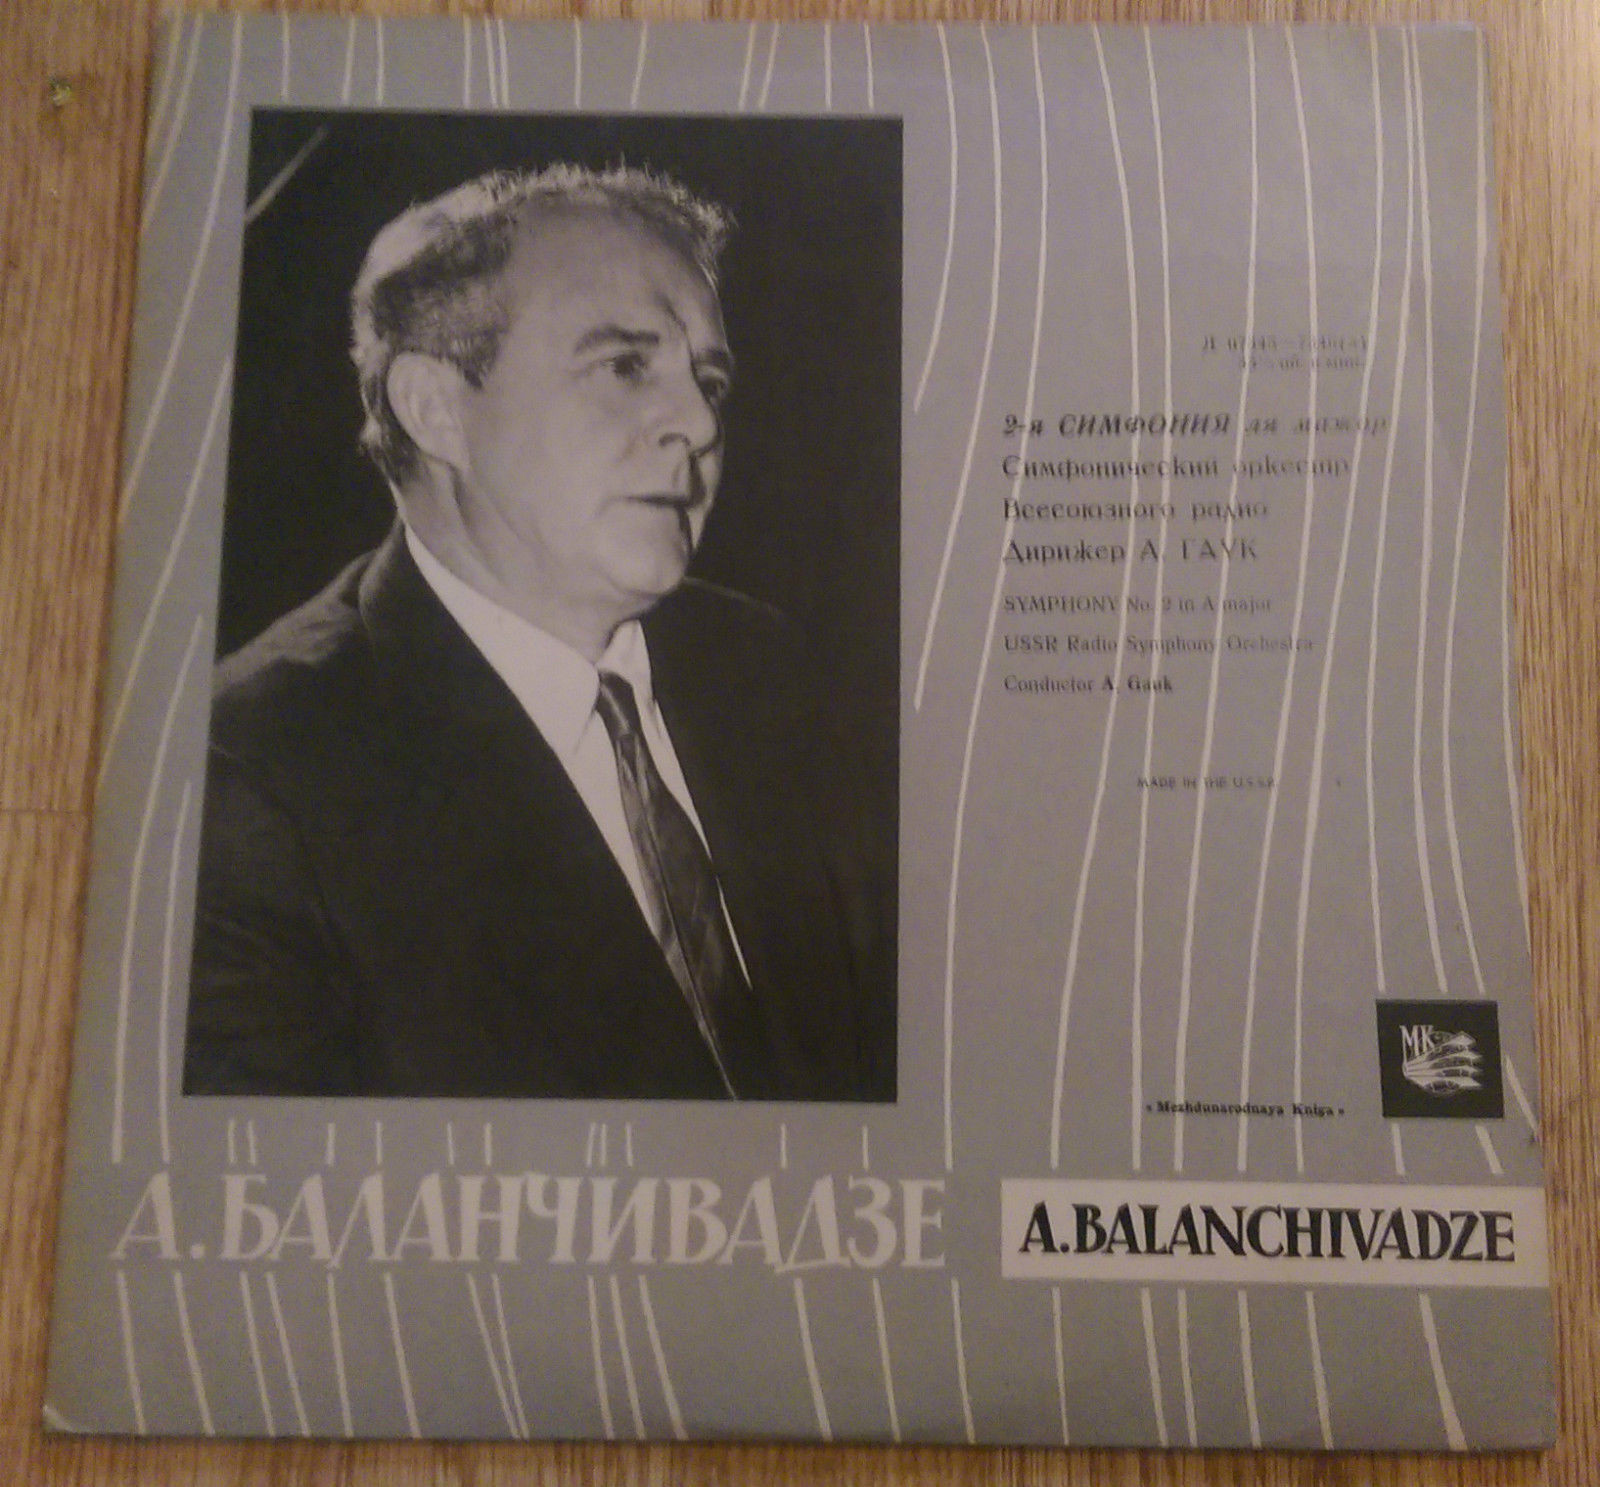 2-я СИМФОНИЯ ля мажор
Симфонический оркестр
Всесоюзного радио
Дирижер А. ГАУК
SYMPHONY No. 2 in A major
USSR Radio Symphony Orchestra
Conductor A. Gauk
MADE IN THE U.S.S.R.
МК
« Mezhdunarodnaya Kniga »
А. БАЛАНЧИВАДЗЕ
A. BALANCHIVADZE